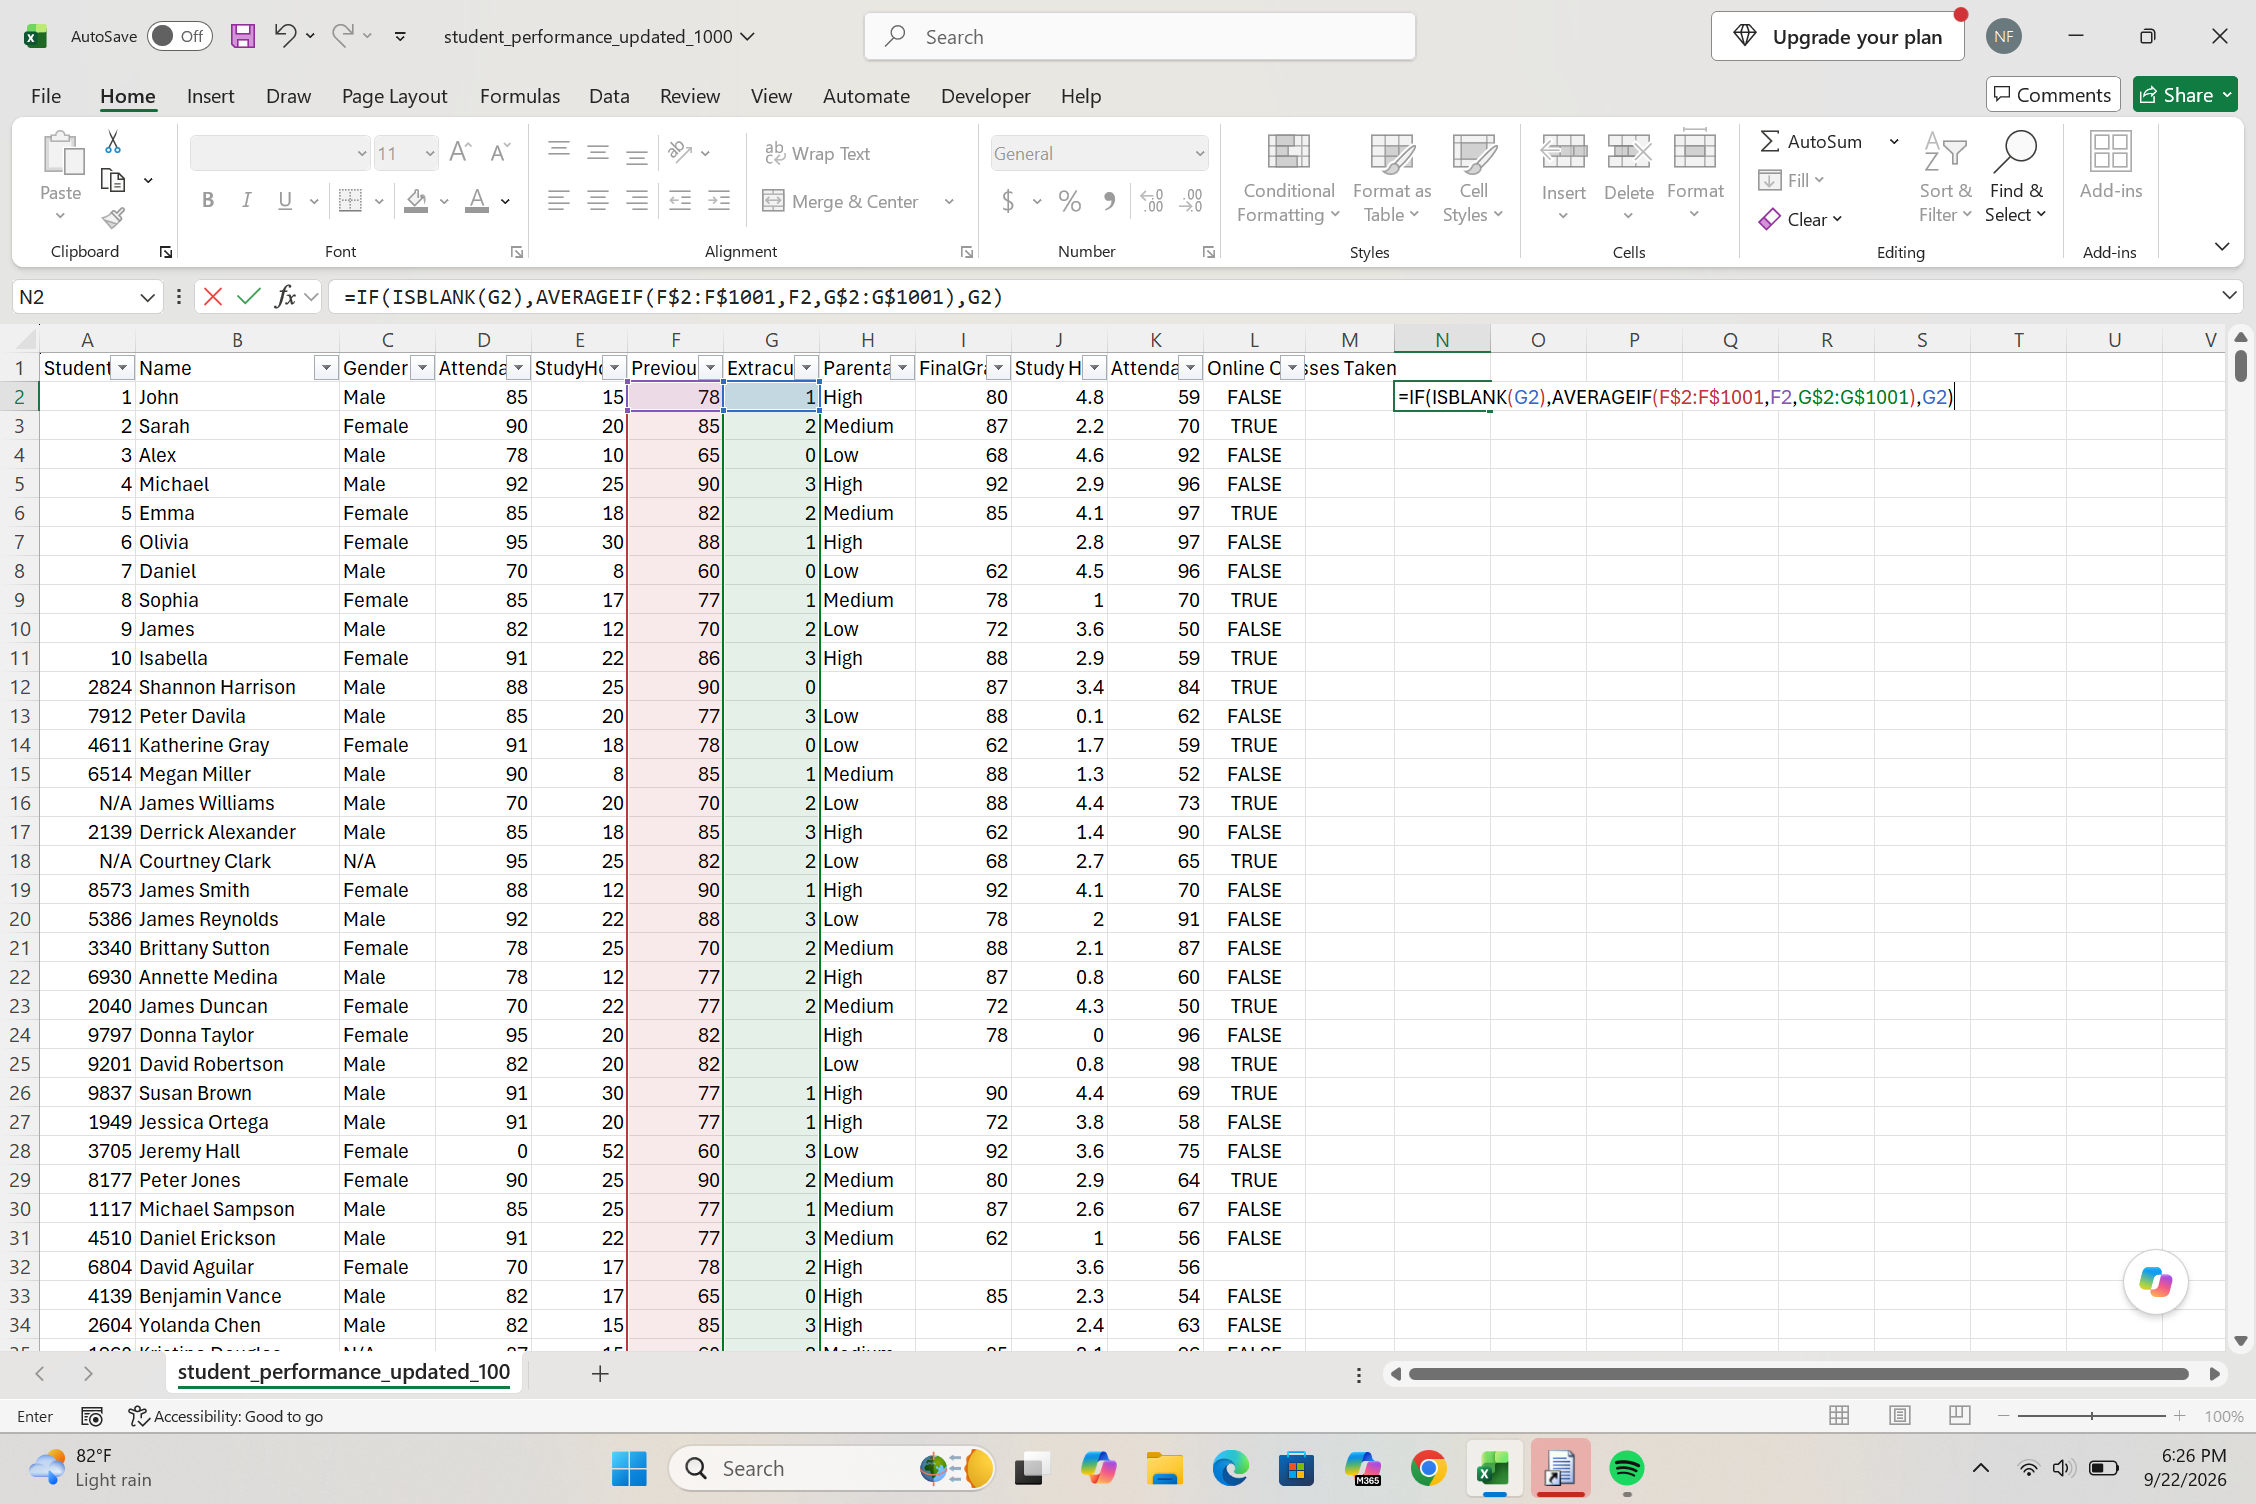 AutoSave Off student_performance_updated_1000 Search Upgrade your plan NF
File Home Insert Draw Page Layout Formulas Data Review View Automate Developer Help Comments Share
Paste 11 A A ab Wrap Text General Conditional Formatting Format as Table Cell Styles Insert Delete Format AutoSum Fill Clear Sort & Filter Find & Select Add-ins
B I U A Merge & Center $ %
Clipboard Font Alignment Number Styles Cells Editing Add-ins
N2 fx =IF(ISBLANK(G2),AVERAGEIF(F$2:F$1001,F2,G$2:G$1001),G2)
A B C D E F G H I J K L M N O P Q R S T U V
1 Student Name Gender Attenda StudyHo Previou Extracu Parenta FinalGra Study H Attenda Online C sses Taken
2 1 John Male 85 15 78 1 High 80 4.8 59 FALSE =IF(ISBLANK(G2),AVERAGEIF(F$2:F$1001,F2,G$2:G$1001),G2)
3 2 Sarah Female 90 20 85 2 Medium 87 2.2 70 TRUE
4 3 Alex Male 78 10 65 0 Low 68 4.6 92 FALSE
5 4 Michael Male 92 25 90 3 High 92 2.9 96 FALSE
6 5 Emma Female 85 18 82 2 Medium 85 4.1 97 TRUE
7 6 Olivia Female 95 30 88 1 High 2.8 97 FALSE
8 7 Daniel Male 70 8 60 0 Low 62 4.5 96 FALSE
9 8 Sophia Female 85 17 77 1 Medium 78 1 70 TRUE
10 9 James Male 82 12 70 2 Low 72 3.6 50 FALSE
11 10 Isabella Female 91 22 86 3 High 88 2.9 59 TRUE
12 2824 Shannon Harrison Male 88 25 90 0 87 3.4 84 TRUE
13 7912 Peter Davila Male 85 20 77 3 Low 88 0.1 62 FALSE
14 4611 Katherine Gray Female 91 18 78 0 Low 62 1.7 59 TRUE
15 6514 Megan Miller Male 90 8 85 1 Medium 88 1.3 52 FALSE
16 N/A James Williams Male 70 20 70 2 Low 88 4.4 73 TRUE
17 2139 Derrick Alexander Male 85 18 85 3 High 62 1.4 90 FALSE
18 N/A Courtney Clark N/A 95 25 82 2 Low 68 2.7 65 TRUE
19 8573 James Smith Female 88 12 90 1 High 92 4.1 70 FALSE
20 5386 James Reynolds Male 92 22 88 3 Low 78 2 91 FALSE
21 3340 Brittany Sutton Female 78 25 70 2 Medium 88 2.1 87 FALSE
22 6930 Annette Medina Male 78 12 77 2 High 87 0.8 60 FALSE
23 2040 James Duncan Female 70 22 77 2 Medium 72 4.3 50 TRUE
24 9797 Donna Taylor Female 95 20 82 High 78 0 96 FALSE
25 9201 David Robertson Male 82 20 82 Low 0.8 98 TRUE
26 9837 Susan Brown Male 91 30 77 1 High 90 4.4 69 TRUE
27 1949 Jessica Ortega Male 91 20 77 1 High 72 3.8 58 FALSE
28 3705 Jeremy Hall Female 0 52 60 3 Low 92 3.6 75 FALSE
29 8177 Peter Jones Female 90 25 90 2 Medium 80 2.9 64 TRUE
30 1117 Michael Sampson Male 85 25 77 1 Medium 87 2.6 67 FALSE
31 4510 Daniel Erickson Male 91 22 77 3 Medium 62 1 56 FALSE
32 6804 David Aguilar Female 70 17 78 2 High 3.6 56
33 4139 Benjamin Vance Male 82 17 65 0 High 85 2.3 54 FALSE
34 2604 Yolanda Chen Male 82 15 85 3 High 2.4 63 FALSE
student_performance_updated_100
Enter Accessibility: Good to go 100%
82°F
Light rain
Search
M365
6:26 PM
9/22/2026